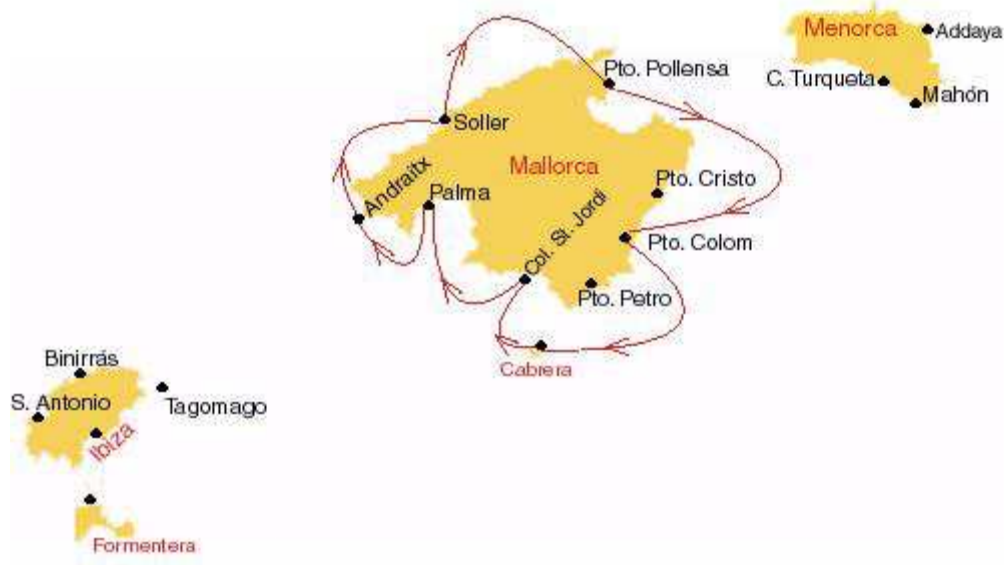 Menorca
Addaya
C. Turqueta
Mahón
Pto. Pollensa
Soller
Mallorca
Andraitx
Palma
Pto. Cristo
Col. St. Jordi
Pto. Colom
Pto. Petro
Cabrera
Binirrás
S. Antonio
Tagomago
Ibiza
Formentera